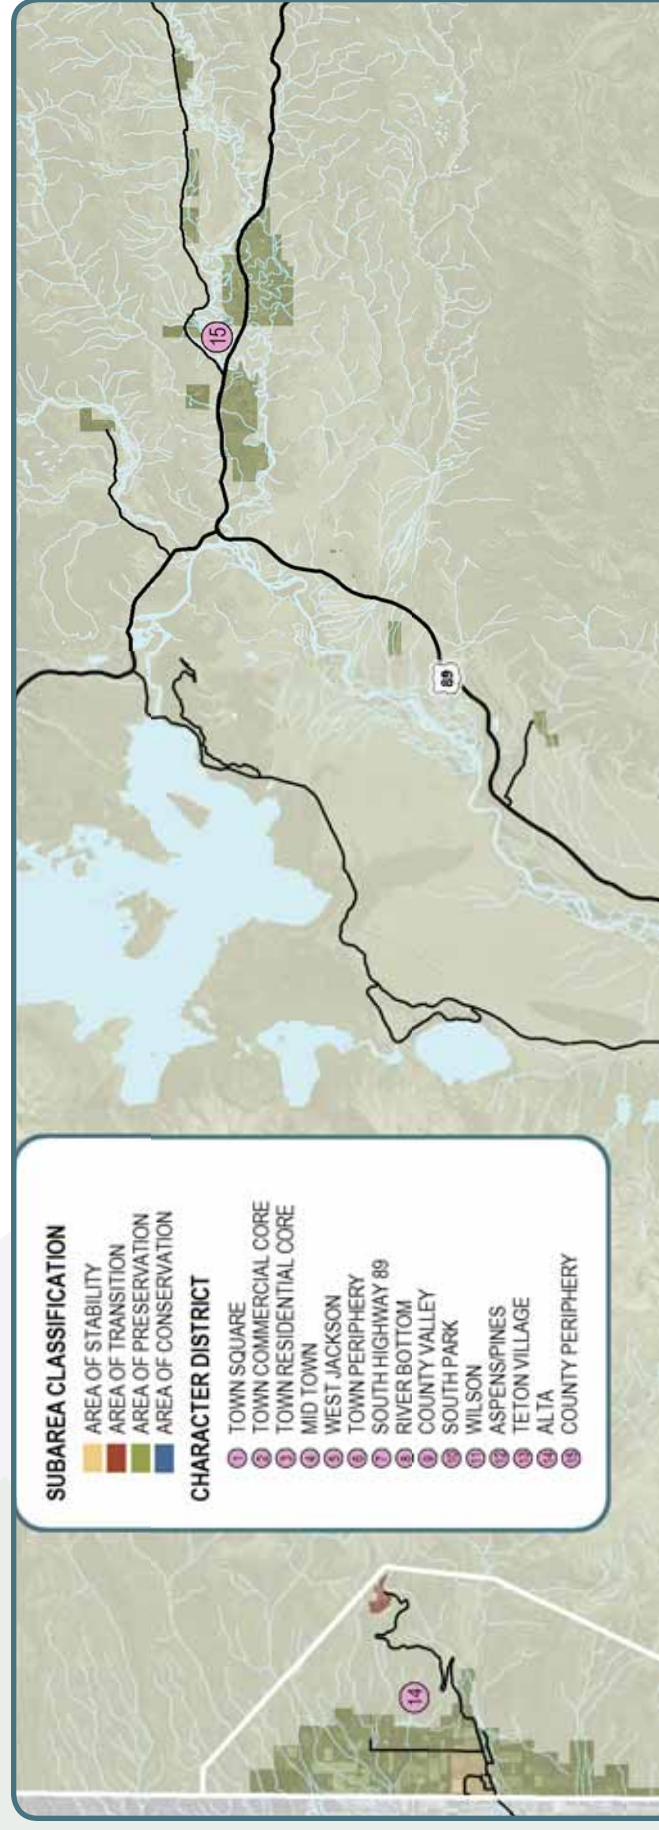 SUBAREA CLASSIFICATION
AREA OF STABILITY
AREA OF TRANSITION
AREA OF PRESERVATION
AREA OF CONSERVATION
CHARACTER DISTRICT
1 TOWN SQUARE
2 TOWN COMMERCIAL CORE
3 TOWN RESIDENTIAL CORE
4 MID TOWN
5 WEST JACKSON
6 TOWN PERIPHERY
7 SOUTH HIGHWAY 89
8 RIVER BOTTOM
9 COUNTY VALLEY
10 SOUTH PARK
11 WILSON
12 ASPENS/PINES
13 TETON VILLAGE
14 ALTA
15 COUNTY PERIPHERY
14
89
15